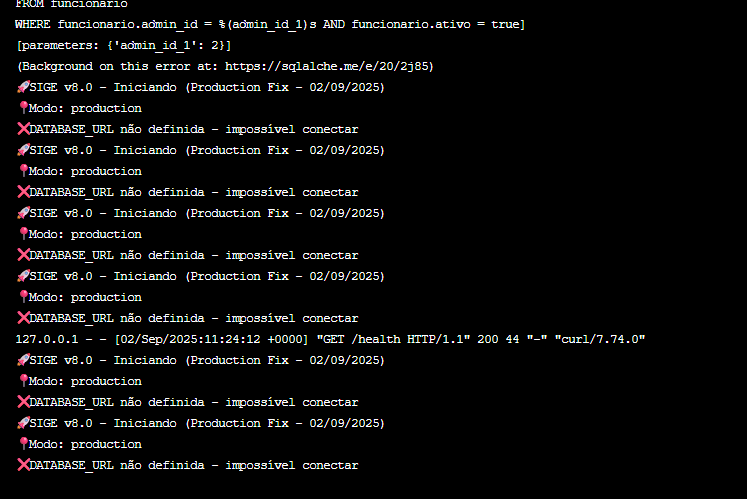 FROM funcionario
WHERE funcionario.admin_id = %(admin_id_1)s AND funcionario.ativo = true]
[parameters: {'admin_id_1': 2}]
(Background on this error at: https://sqlalche.me/e/20/2j85)
🚀SIGE v8.0 - Iniciando (Production Fix - 02/09/2025)
📍Modo: production
❌DATABASE_URL não definida - impossível conectar
🚀SIGE v8.0 - Iniciando (Production Fix - 02/09/2025)
📍Modo: production
❌DATABASE_URL não definida - impossível conectar
🚀SIGE v8.0 - Iniciando (Production Fix - 02/09/2025)
📍Modo: production
❌DATABASE_URL não definida - impossível conectar
🚀SIGE v8.0 - Iniciando (Production Fix - 02/09/2025)
📍Modo: production
❌DATABASE_URL não definida - impossível conectar
127.0.0.1 - - [02/Sep/2025:11:24:12 +0000] "GET /health HTTP/1.1" 200 44 "-" "curl/7.74.0"
🚀SIGE v8.0 - Iniciando (Production Fix - 02/09/2025)
📍Modo: production
❌DATABASE_URL não definida - impossível conectar
🚀SIGE v8.0 - Iniciando (Production Fix - 02/09/2025)
📍Modo: production
❌DATABASE_URL não definida - impossível conectar